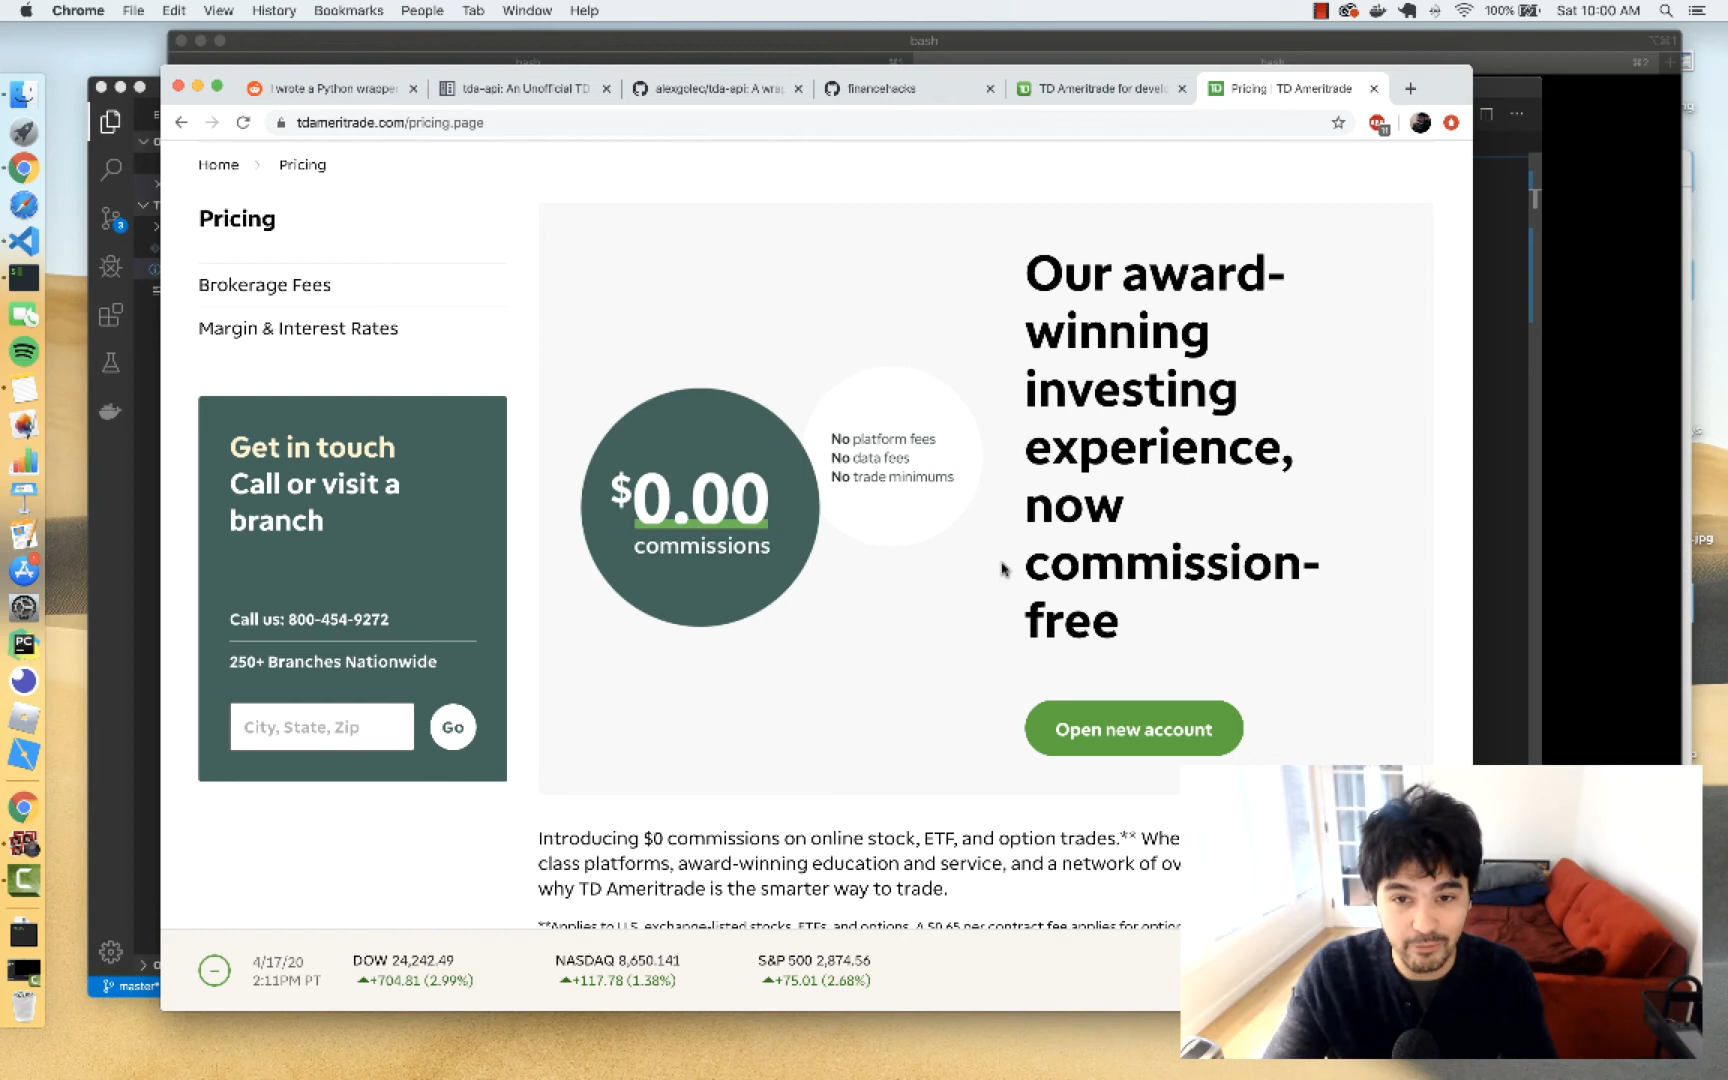 Chrome File Edit View History Bookmarks People Tab Window Help 100% Sat 10:00 AM
bash
bash bash
I wrote a Python wrapper tda-api: An Unofficial TD alexgolec/tda-api: A wra financehacks TD Ameritrade for develo Pricing | TD Ameritrade
tdameritrade.com/pricing.page
Home Pricing
Pricing
Brokerage Fees
Margin & Interest Rates
Get in touch
Call or visit a
branch
Call us: 800-454-9272
250+ Branches Nationwide
City, State, Zip Go
$0.00
commissions
No platform fees
No data fees
No trade minimums
Our award-
winning
investing
experience,
now
commission-
free
Open new account
Introducing $0 commissions on online stock, ETF, and option trades.** Whe
class platforms, award-winning education and service, and a network of ov
why TD Ameritrade is the smarter way to trade.
**Applies to U.S. exchange-listed stocks, ETFs, and options. A $0.65 per contract fee applies for optio
4/17/20
2:11PM PT
DOW 24,242.49
+704.81 (2.99%)
NASDAQ 8,650.141
+117.78 (1.38%)
S&P 500 2,874.56
+75.01 (2.68%)
master*
.jpg